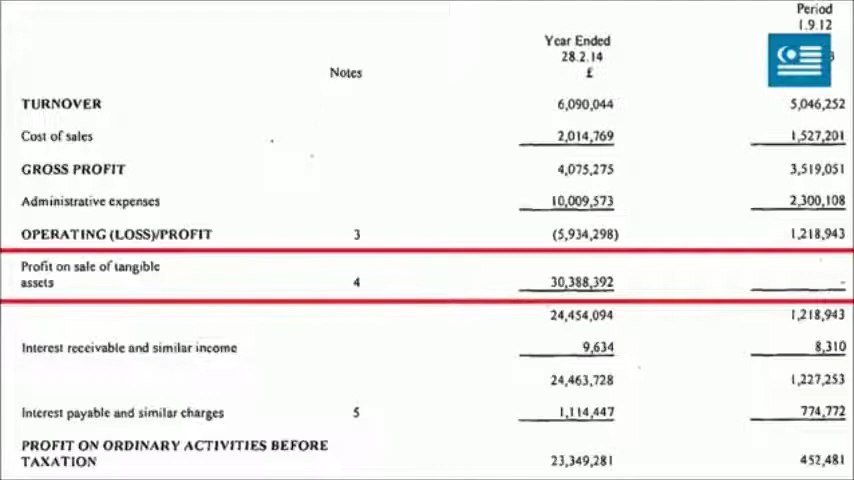 Period
1.9.12
Year Ended
28.2.14 3
Notes £
TURNOVER 6,090,044 5,046,252
Cost of sales 2,014,769 1,527,201
GROSS PROFIT 4,075,275 3,519,051
Administrative expenses 10,009,573 2,300,108
OPERATING (LOSS)/PROFIT 3 (5,934,298) 1,218,943
Profit on sale of tangible
assets 4 30,388,392 -
24,454,094 1,218,943
Interest receivable and similar income 9,634 8,310
24,463,728 1,227,253
Interest payable and similar charges 5 1,114,447 774,772
PROFIT ON ORDINARY ACTIVITIES BEFORE
TAXATION 23,349,281 452,481